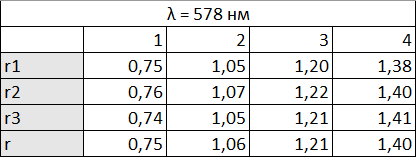 λ = 578 нм
1 2 3 4
r1 0,75 1,05 1,20 1,38
r2 0,76 1,07 1,22 1,40
r3 0,74 1,05 1,21 1,41
r 0,75 1,06 1,21 1,40